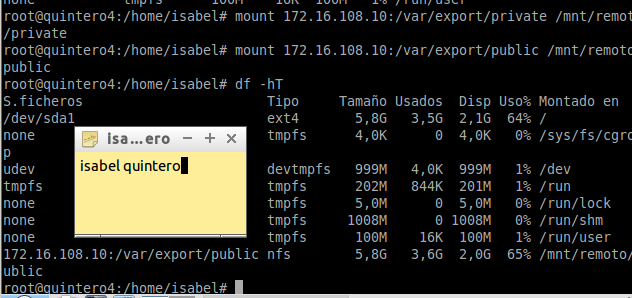 none tmpfs 100M 16K 100M 1% /run/user
root@quintero4:/home/isabel# mount 172.16.108.10:/var/export/private /mnt/remoto
/private
root@quintero4:/home/isabel# mount 172.16.108.10:/var/export/public /mnt/remoto/
public
root@quintero4:/home/isabel# df -hT
S.ficheros Tipo Tamaño Usados Disp Uso% Montado en
/dev/sda1 ext4 5,8G 3,5G 2,1G 64% /
none tmpfs 4,0K 0 4,0K 0% /sys/fs/cgrou
p
isa...ero
isabel quintero
udev devtmpfs 999M 4,0K 999M 1% /dev
tmpfs tmpfs 202M 844K 201M 1% /run
none tmpfs 5,0M 0 5,0M 0% /run/lock
none tmpfs 1008M 0 1008M 0% /run/shm
none tmpfs 100M 16K 100M 1% /run/user
172.16.108.10:/var/export/public nfs 5,8G 3,6G 2,0G 65% /mnt/remoto/p
ublic
root@quintero4:/home/isabel#